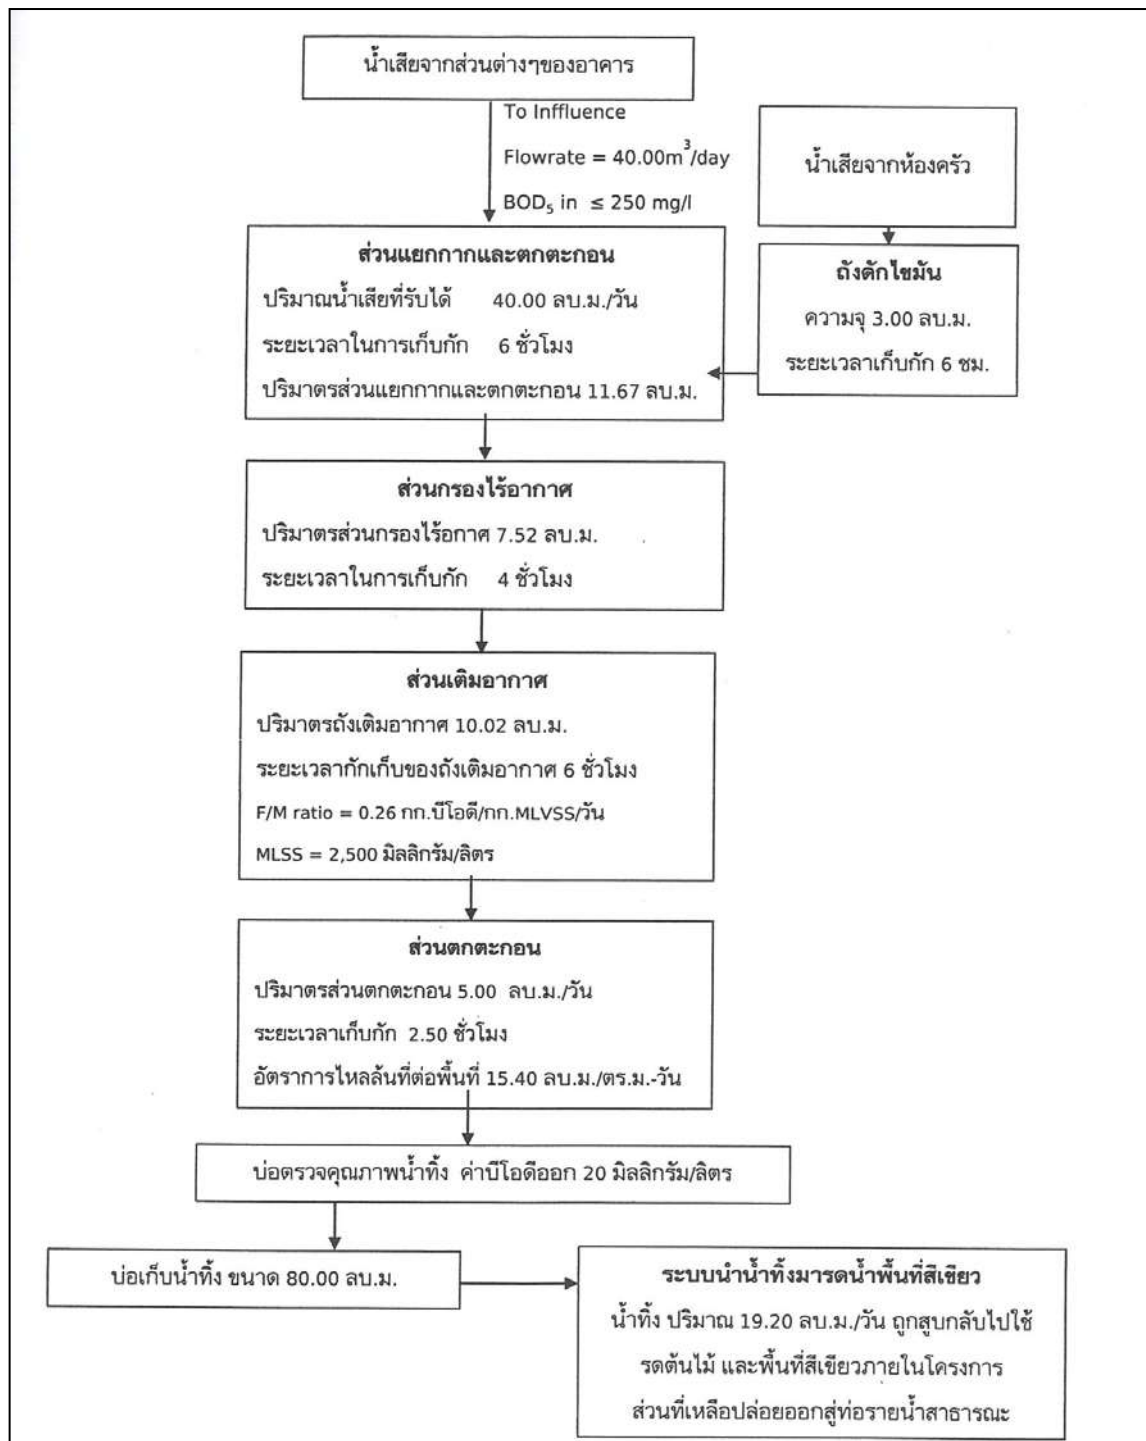 น้ำเสียจากส่วนต่างๆของอาคาร
To Inffluence
Flowrate = 40.00m³/day
BOD₅ in ≤ 250 mg/l
น้ำเสียจากห้องครัว
ส่วนแยกกากและตกตะกอน
ปริมาณน้ำเสียที่รับได้ 40.00 ลบ.ม./วัน
ระยะเวลาในการเก็บกัก 6 ชั่วโมง
ปริมาตรส่วนแยกกากและตกตะกอน 11.67 ลบ.ม.
ถังดักไขมัน
ความจุ 3.00 ลบ.ม.
ระยะเวลาเก็บกัก 6 ชม.
ส่วนกรองไร้อากาศ
ปริมาตรส่วนกรองไร้อกาศ 7.52 ลบ.ม.
ระยะเวลาในการเก็บกัก 4 ชั่วโมง
ส่วนเติมอากาศ
ปริมาตรถังเติมอากาศ 10.02 ลบ.ม.
ระยะเวลากักเก็บของถังเติมอากาศ 6 ชั่วโมง
F/M ratio = 0.26 กก.บีโอดี/กก.MLVSS/วัน
MLSS = 2,500 มิลลิกรัม/ลิตร
ส่วนตกตะกอน
ปริมาตรส่วนตกตะกอน 5.00 ลบ.ม./วัน
ระยะเวลาเก็บกัก 2.50 ชั่วโมง
อัตราการไหลล้นที่ต่อพื้นที่ 15.40 ลบ.ม./ตร.ม.-วัน
บ่อตรวจคุณภาพน้ำทิ้ง ค่าบีโอดีออก 20 มิลลิกรัม/ลิตร
บ่อเก็บน้ำทิ้ง ขนาด 80.00 ลบ.ม.
ระบบนำน้ำทิ้งมารดน้ำพื้นที่สีเขียว
น้ำทิ้ง ปริมาณ 19.20 ลบ.ม./วัน ถูกสูบกลับไปใช้
รดต้นไม้ และพื้นที่สีเขียวภายในโครงการ
ส่วนที่เหลือปล่อยออกสู่ท่อรายน้ำสาธารณะ